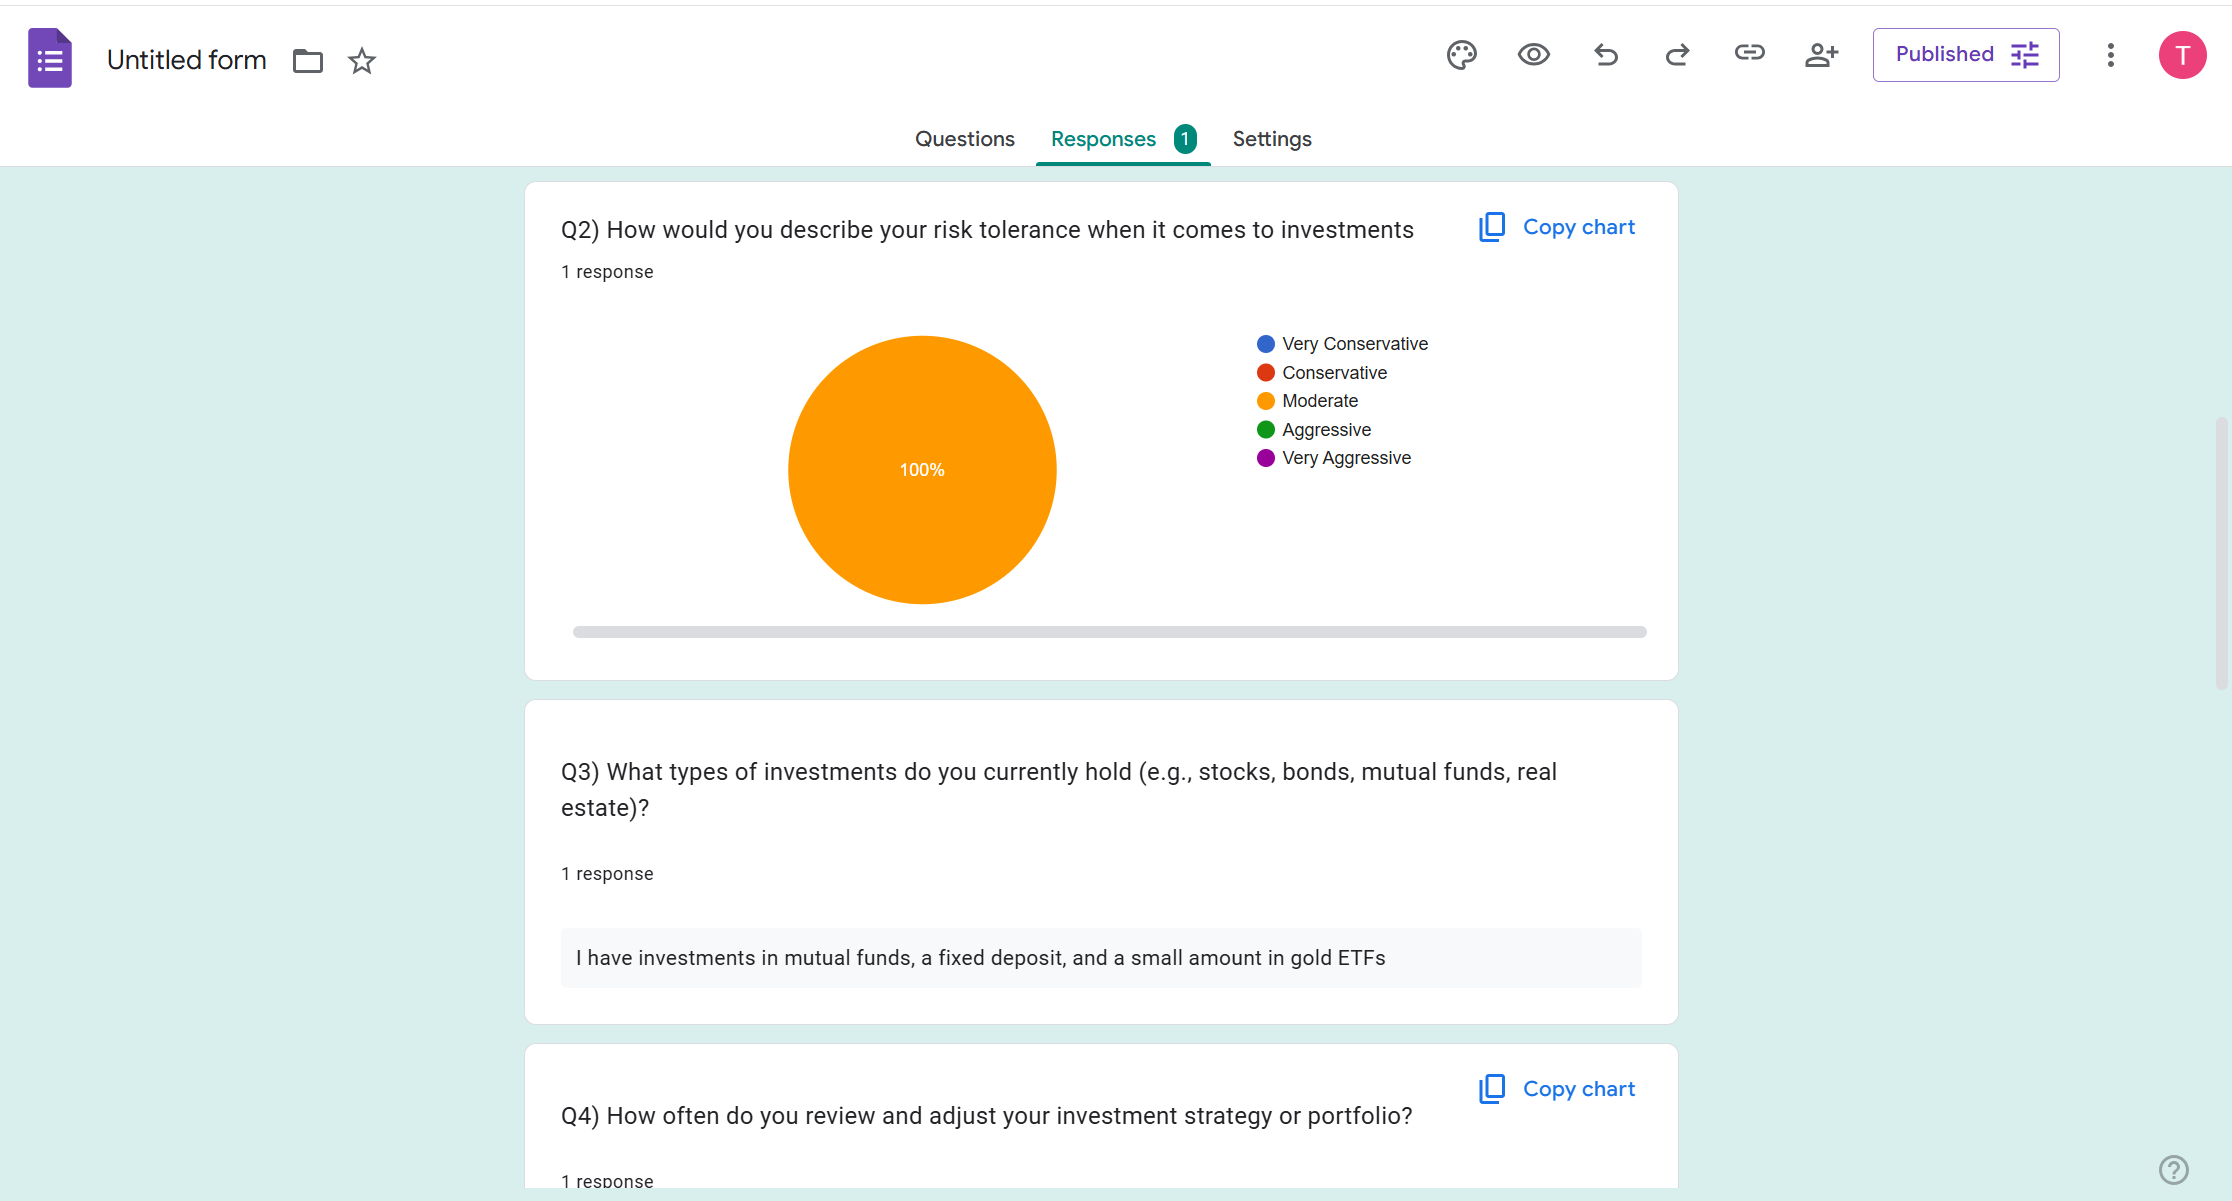 Untitled form
Published
T
Questions
Responses 1
Settings
Q2) How would you describe your risk tolerance when it comes to investments
Copy chart
1 response
100%
Very Conservative
Conservative
Moderate
Aggressive
Very Aggressive
Q3) What types of investments do you currently hold (e.g., stocks, bonds, mutual funds, real
estate)?
1 response
I have investments in mutual funds, a fixed deposit, and a small amount in gold ETFs
Copy chart
Q4) How often do you review and adjust your investment strategy or portfolio?
1 response